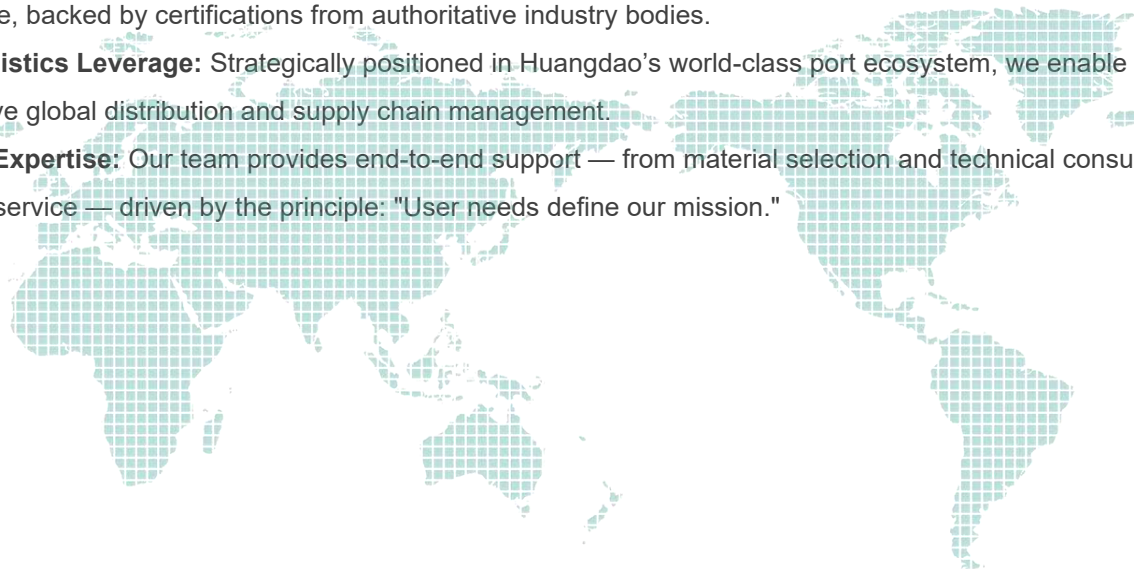 e, backed by certifications from authoritative industry bodies.
istics Leverage: Strategically positioned in Huangdao’s world-class port ecosystem, we enable
ve global distribution and supply chain management.
Expertise: Our team provides end-to-end support — from material selection and technical consu
service — driven by the principle: "User needs define our mission."